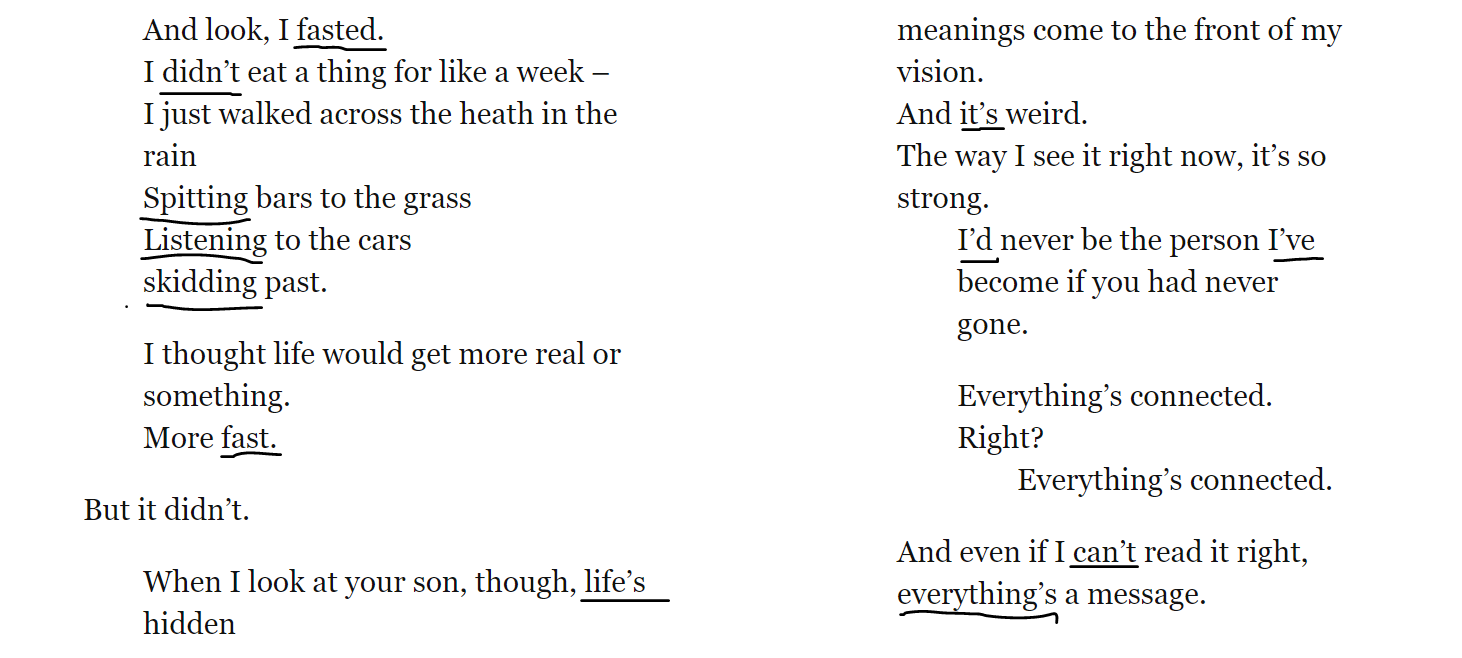 And look, I fasted.
I didn’t eat a thing for like a week –
I just walked across the heath in the
rain
Spitting bars to the grass
Listening to the cars
skidding past.
I thought life would get more real or
something.
More fast.
But it didn’t.
When I look at your son, though, life’s
hidden
meanings come to the front of my
vision.
And it’s weird.
The way I see it right now, it’s so
strong.
I’d never be the person I’ve
become if you had never
gone.
Everything’s connected.
Right?
Everything’s connected.
And even if I can’t read it right,
everything’s a message.